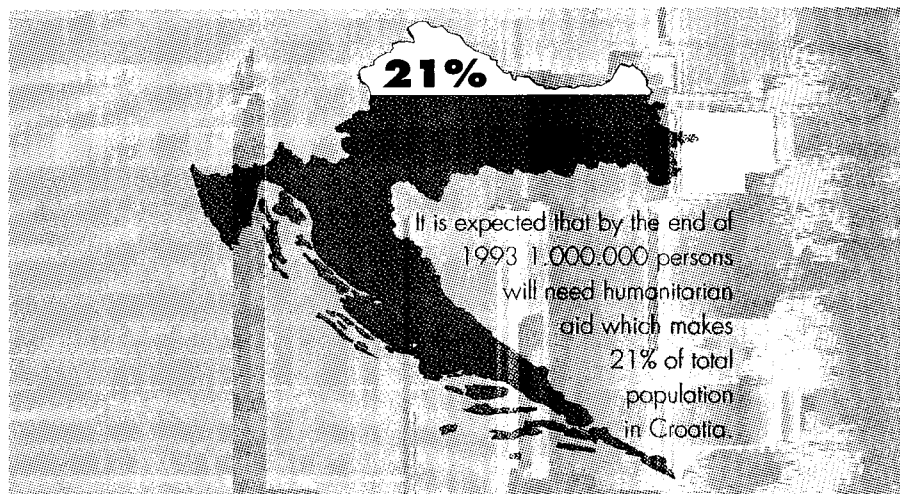 21%
It is expected that by the end of
1993 1.000.000 persons
will need humanitarian
aid which makes
21% of total
population
in Croatia.